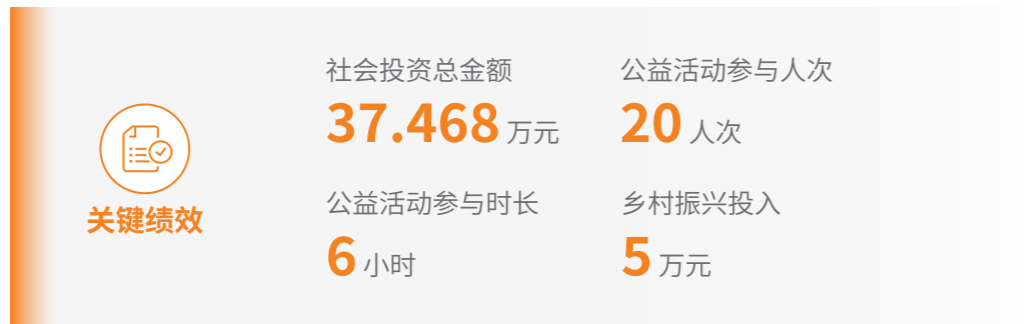 关键绩效
社会投资总金额
37.468 万元
公益活动参与人次
20 人次
公益活动参与时长
6 小时
乡村振兴投入
5 万元